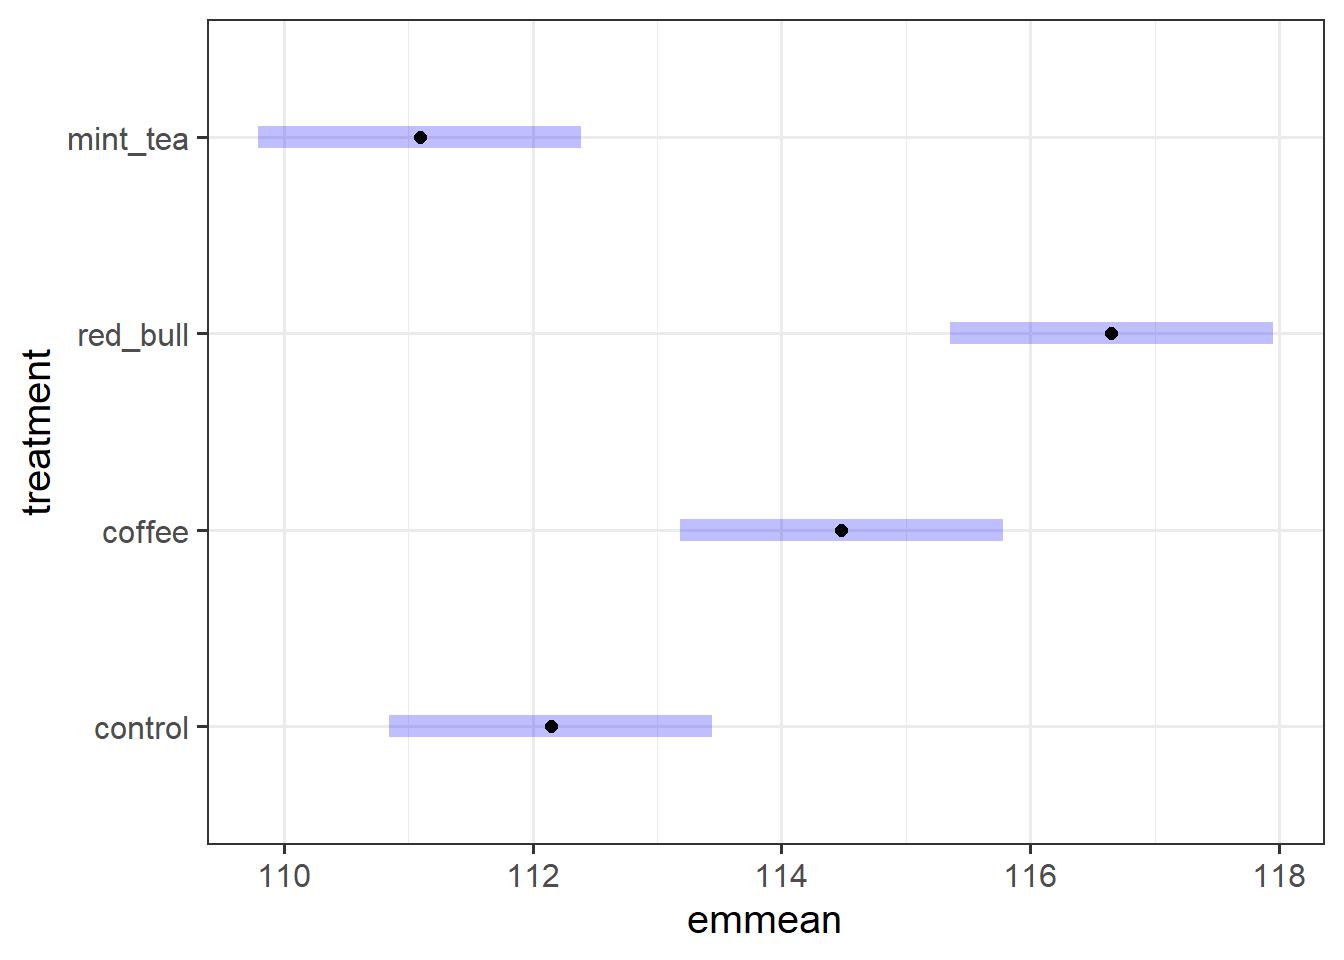 mint_tea
red_bull
coffee
control
treatment
110 112 114 116 118
emmean